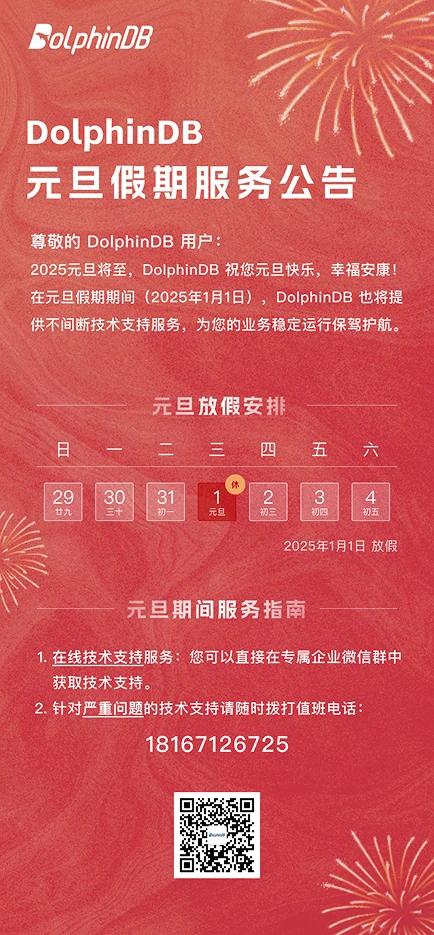 DolphinDB
DolphinDB
元旦假期服务公告
尊敬的 DolphinDB 用户：
2025元旦将至，DolphinDB 祝您元旦快乐，幸福安康！
在元旦假期期间（2025年1月1日），DolphinDB 也将提
供不间断技术支持服务，为您的业务稳定运行保驾护航。
元旦放假安排
日 一 二 三 四 五 六
休
29 30 31 1 2 3 4
廿九 三十 初一 元旦 初三 初四 初五
2025年1月1日 放假
元旦期间服务指南
1. 在线技术支持服务：您可以直接在专属企业微信群中
获取技术支持。
2. 针对严重问题的技术支持请随时拨打值班电话：
18167126725
DolphinDB